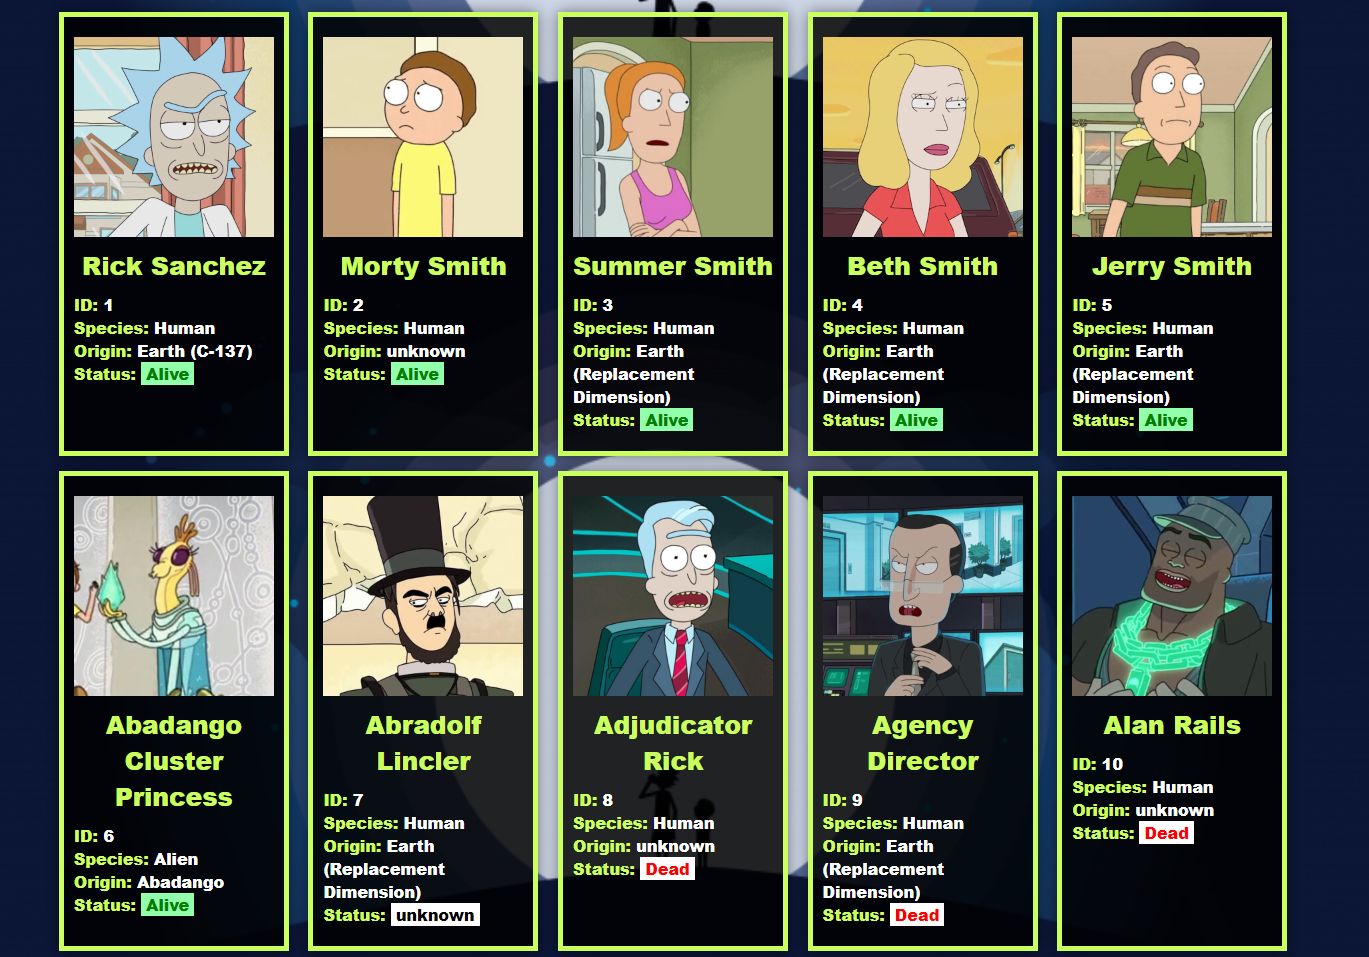 Rick Sanchez
ID: 1
Species: Human
Origin: Earth (C-137)
Status: Alive
Morty Smith
ID: 2
Species: Human
Origin: unknown
Status: Alive
Summer Smith
ID: 3
Species: Human
Origin: Earth
(Replacement
Dimension)
Status: Alive
Beth Smith
ID: 4
Species: Human
Origin: Earth
(Replacement
Dimension)
Status: Alive
Jerry Smith
ID: 5
Species: Human
Origin: Earth
(Replacement
Dimension)
Status: Alive
Abadango
Cluster
Princess
ID: 6
Species: Alien
Origin: Abadango
Status: Alive
Abradolf
Lincler
ID: 7
Species: Human
Origin: Earth
(Replacement
Dimension)
Status: unknown
Adjudicator
Rick
ID: 8
Species: Human
Origin: unknown
Status: Dead
Agency
Director
ID: 9
Species: Human
Origin: Earth
(Replacement
Dimension)
Status: Dead
Alan Rails
ID: 10
Species: Human
Origin: unknown
Status: Dead